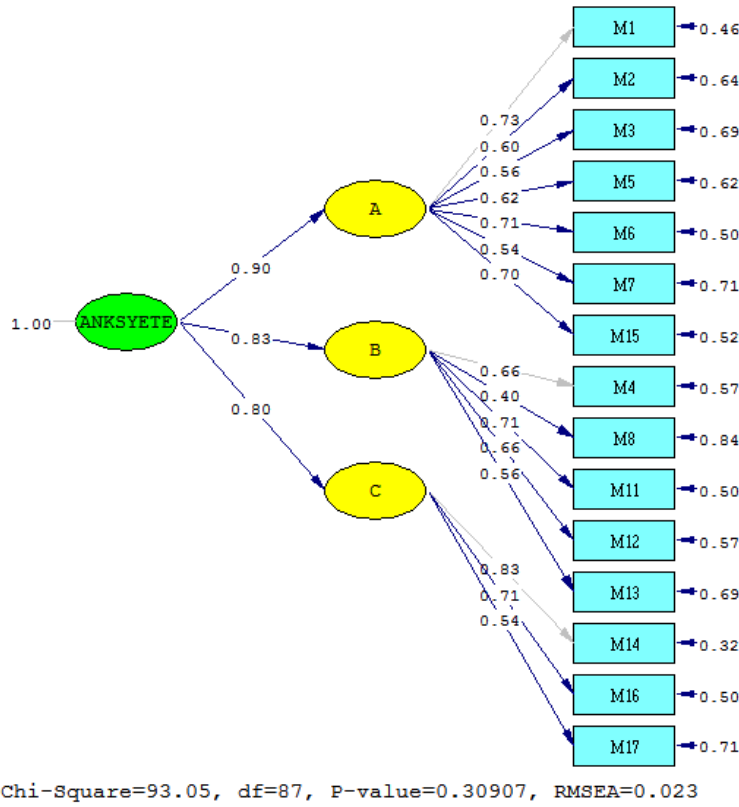 M1
0.46
M2
0.64
0.73
M3
0.69
0.60
0.56
M5
0.62
0.62
A
0.71
M6
0.50
0.54
0.90
0.70
M7
0.71
1.00
ANKSYETE
M15
0.52
0.83
B
0.66
M4
0.57
0.40
0.80
0.71
M8
0.84
0.66
0.56
C
M11
0.50
M12
0.57
0.83
M13
0.69
0.71
0.54
M14
0.32
M16
0.50
M17
0.71
Chi-Square=93.05, df=87, P-value=0.30907, RMSEA=0.023